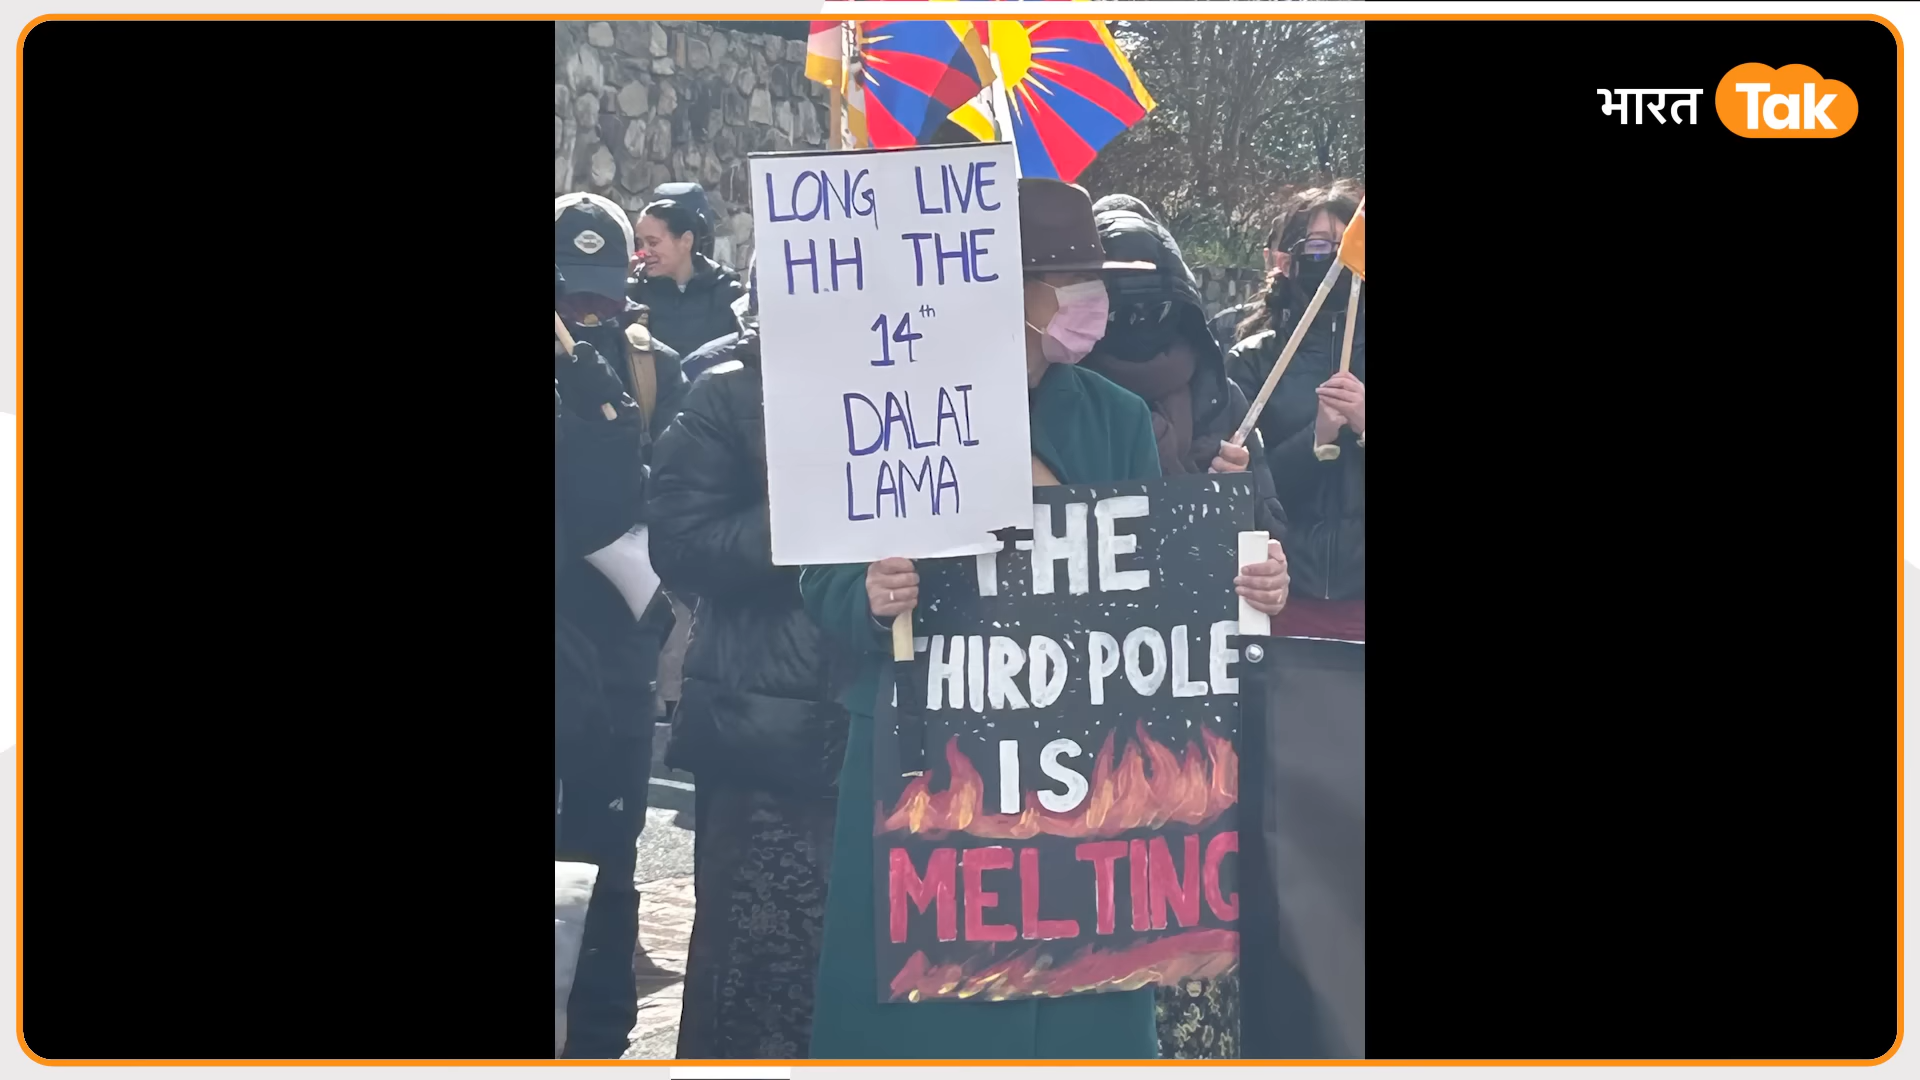 भारत Tak
LONG LIVE
H.H THE
14th
DALAI
LAMA
THE
THIRD POLE
IS
MELTING